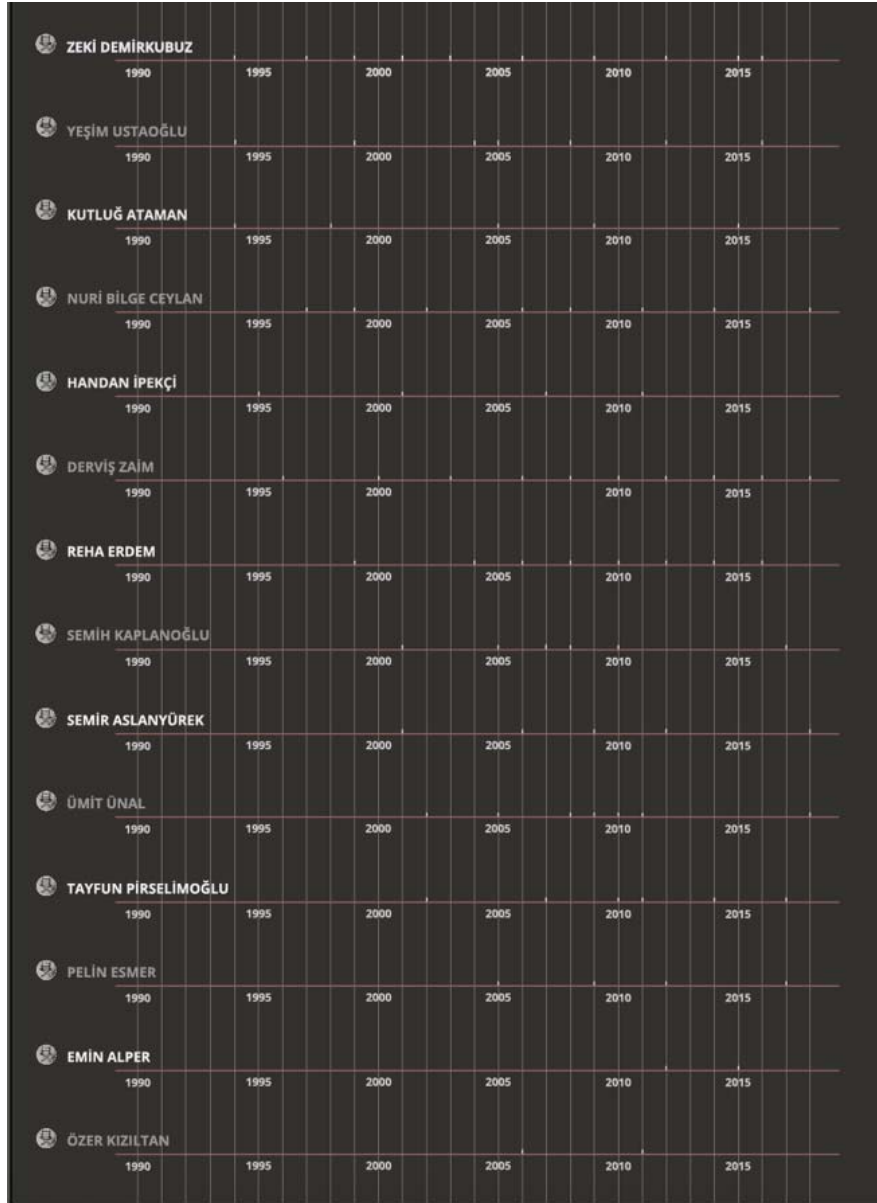 ZEKİ DEMİRKUBUZ
1990 1995 2000 2005 2010 2015
YEŞİM USTAOĞLU
1990 1995 2000 2005 2010 2015
KUTLUĞ ATAMAN
1990 1995 2000 2005 2010 2015
NURİ BİLGE CEYLAN
1990 1995 2000 2005 2010 2015
HANDAN İPEKÇİ
1990 1995 2000 2005 2010 2015
DERVİŞ ZAİM
1990 1995 2000 2010 2015
REHA ERDEM
1990 1995 2000 2005 2010 2015
SEMİH KAPLANOĞLU
1990 1995 2000 2005 2010 2015
SEMİR ASLANYÜREK
1990 1995 2000 2005 2010 2015
ÜMİT ÜNAL
1990 1995 2000 2005 2010 2015
TAYFUN PİRSELİMOĞLU
1990 1995 2000 2005 2010 2015
PELİN ESMER
1990 1995 2000 2005 2010 2015
EMİN ALPER
1990 1995 2000 2005 2010 2015
ÖZER KIZILTAN
1990 1995 2000 2005 2010 2015